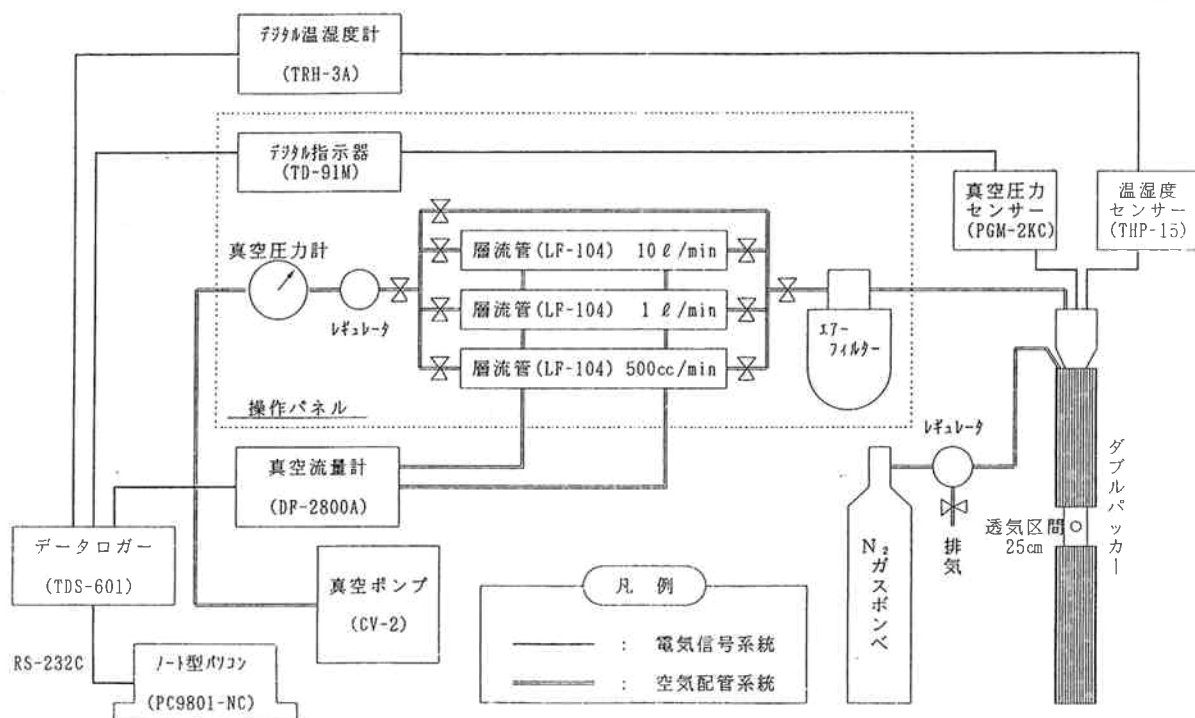 デジタル温湿度計
(TRH-3A)
デジタル指示器
(TD-91M)
真空圧力
センサー
(PGM-2KC)
温湿度
センサー
(THP-15)
真空圧力計
レギュレータ
層流管(LF-104) 10ℓ/min
層流管(LF-104) 1 ℓ/min
層流管(LF-104) 500cc/min
エアー
フィルター
操作パネル
真空流量計
(DF-2800A)
レギュレータ
排気
N₂ガスボンベ
ダブルパッカー
透気区間
25cm
データロガー
(TDS-601)
真空ポンプ
(CV-2)
RS-232C
ノート型パソコン
(PC9801-NC)
凡例
: 電気信号系統
: 空気配管系統